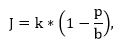 J = k * (1 − p/b),